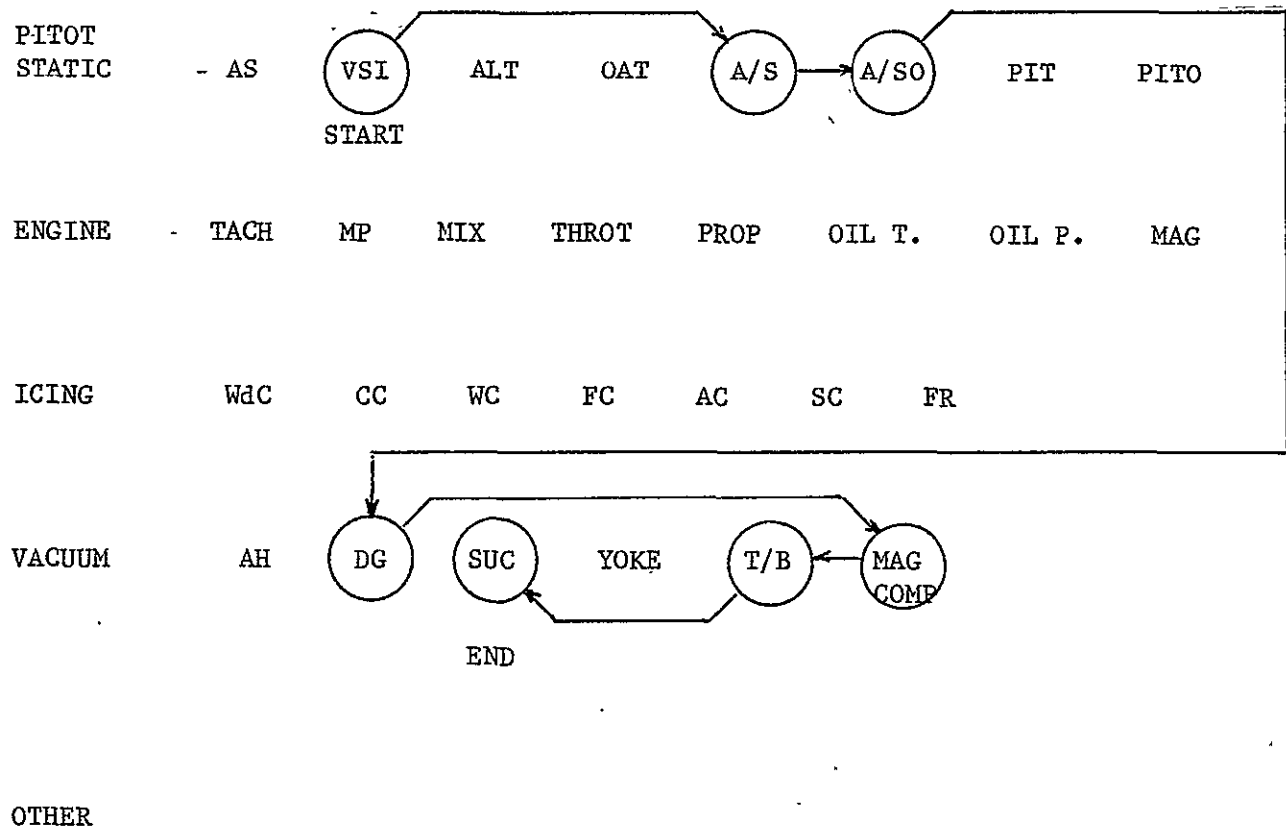 PITOT
STATIC - AS VSI ALT OAT A/S A/SO PIT PITO
START
ENGINE - TACH MP MIX THROT PROP OIL T. OIL P. MAG
ICING WdC CC WC FC AC SC FR
VACUUM AH DG SUC YOKE T/B MAG
COMP
END
OTHER